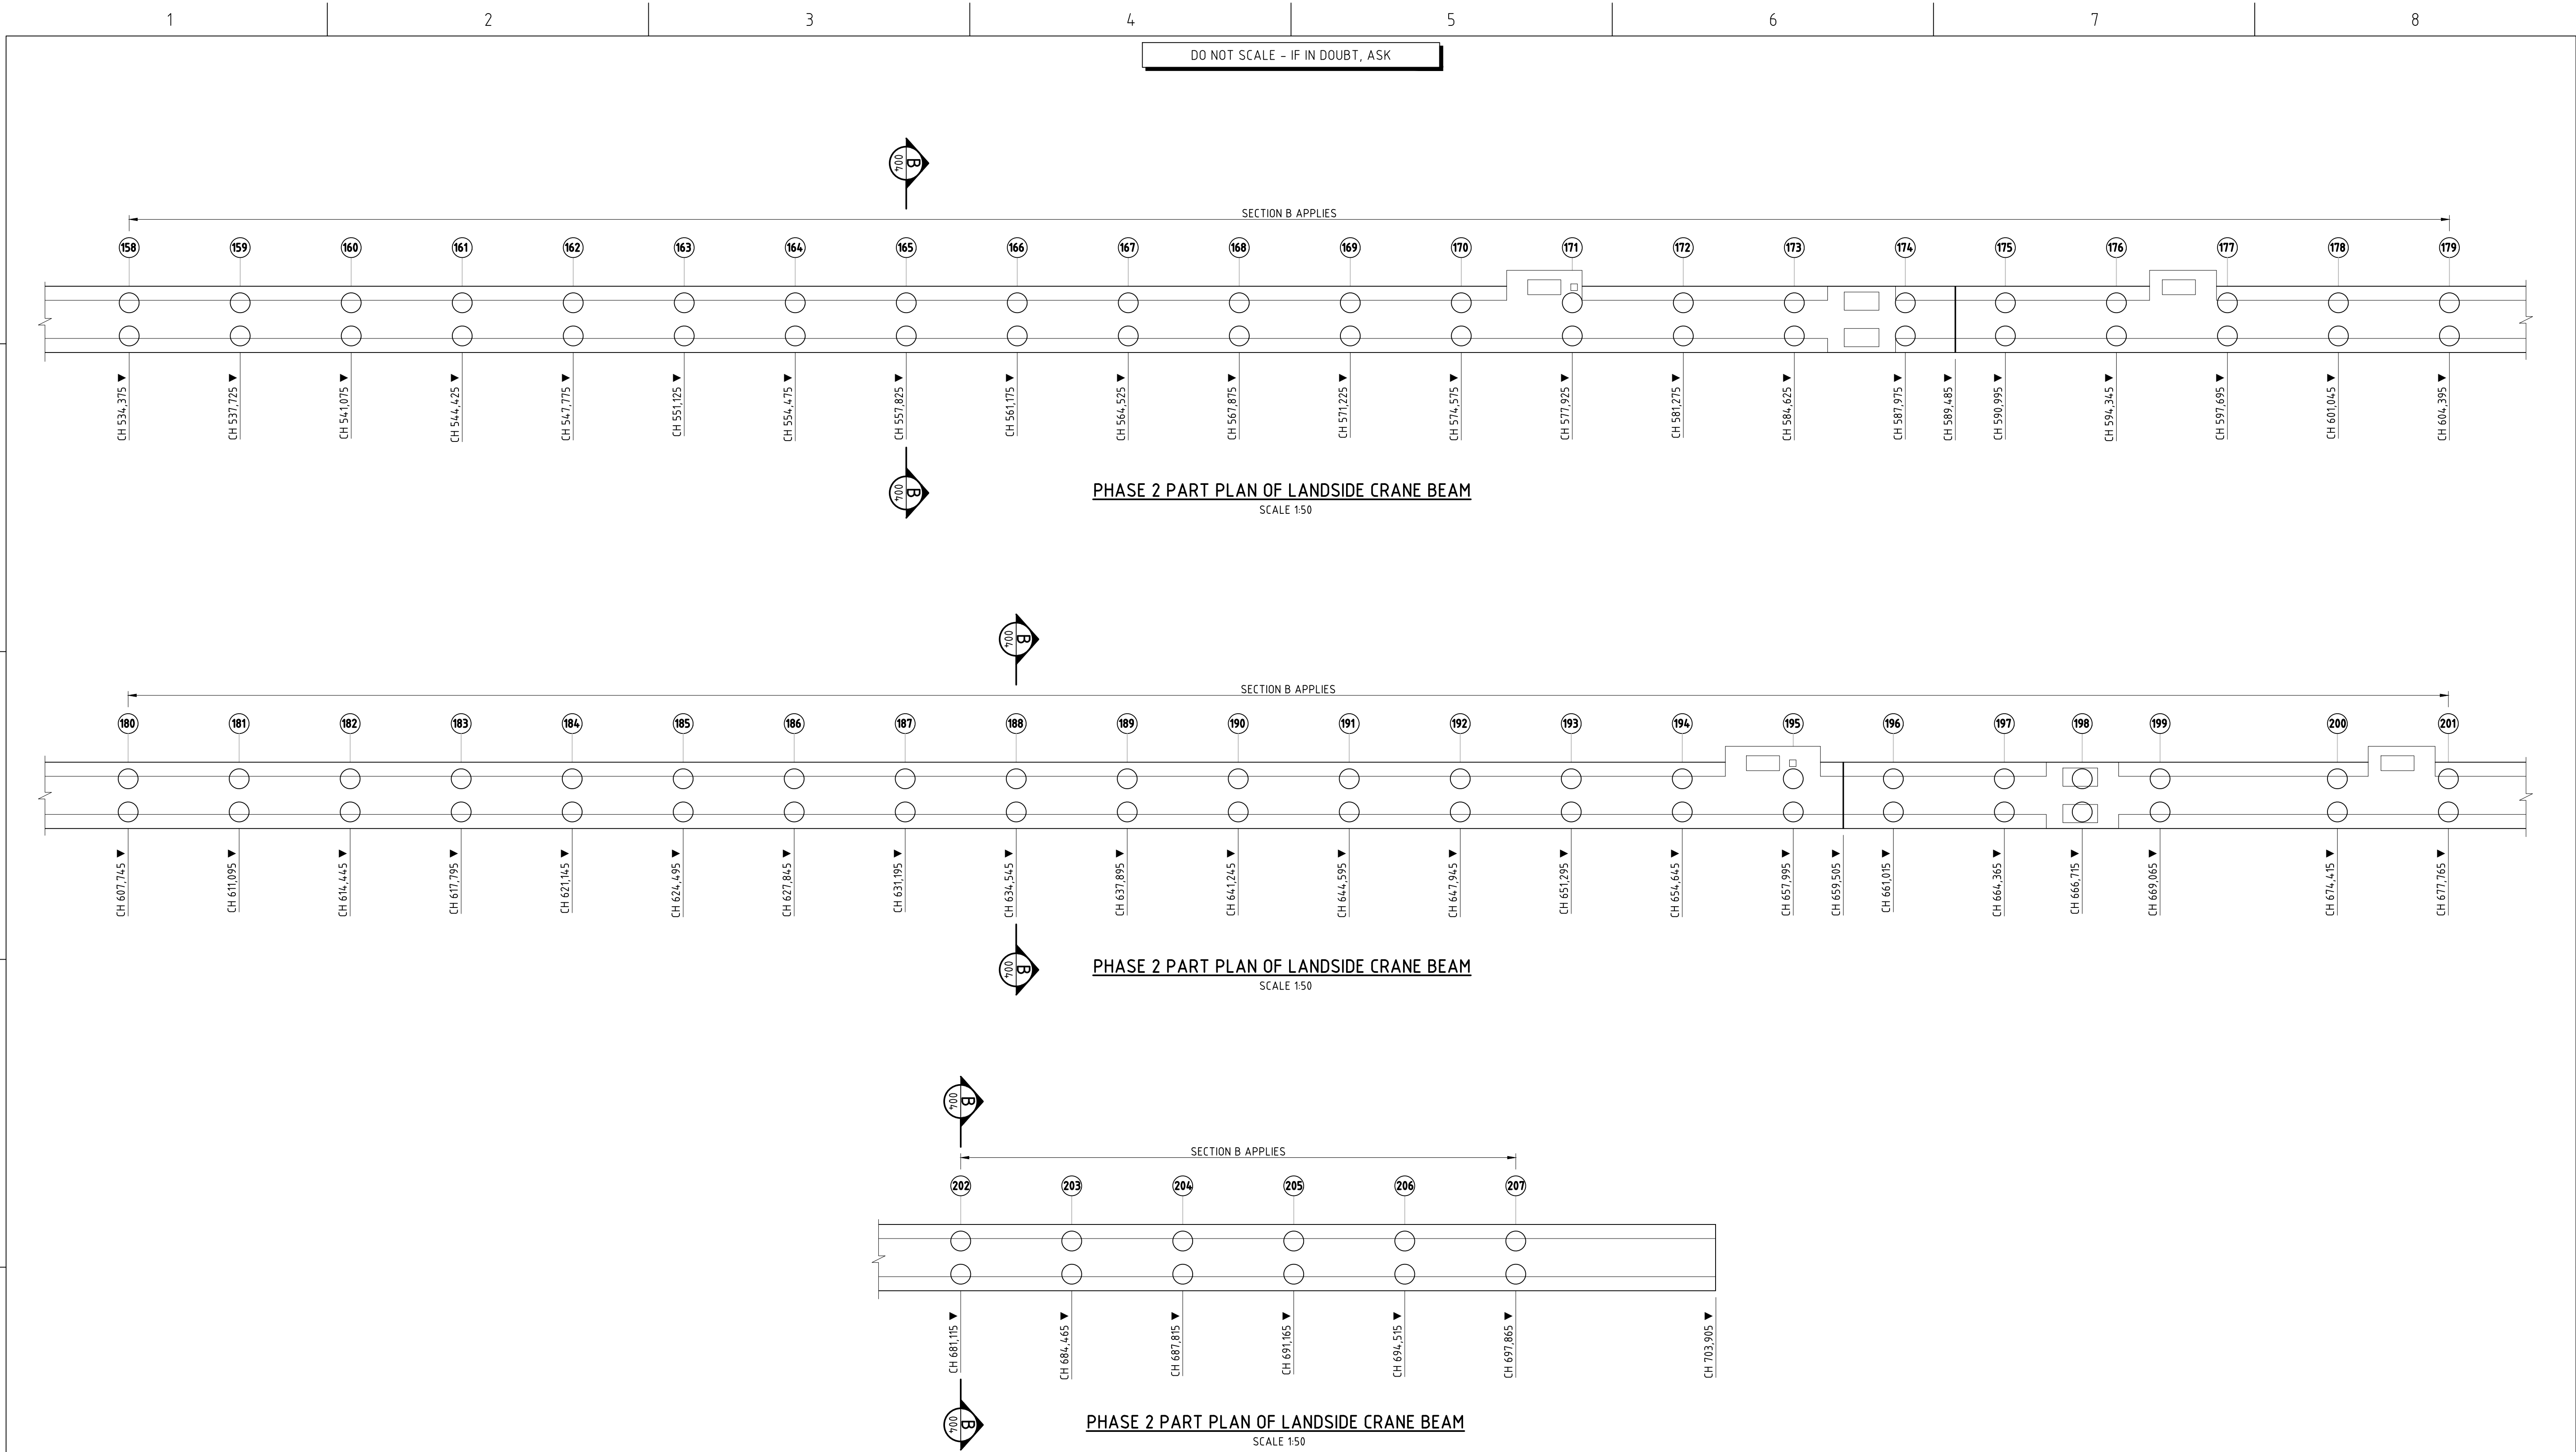 1 2 3 4 5 6 7 8
DO NOT SCALE - IF IN DOUBT, ASK
B
004
SECTION B APPLIES
158 159 160 161 162 163 164 165 166 167 168 169 170 171 172 173 174 175 176 177 178 179
CH 534,375
CH 537,725
CH 541,075
CH 544,425
CH 547,775
CH 551,125
CH 554,475
CH 557,825
CH 561,175
CH 564,525
CH 567,875
CH 571,225
CH 574,575
CH 577,925
CH 581,275
CH 584,625
CH 587,975
CH 589,485
CH 590,995
CH 594,345
CH 597,695
CH 601,045
CH 604,395
B
004
PHASE 2 PART PLAN OF LANDSIDE CRANE BEAM
SCALE 1:50
B
004
SECTION B APPLIES
180 181 182 183 184 185 186 187 188 189 190 191 192 193 194 195 196 197 198 199 200 201
CH 607,745
CH 611,095
CH 614,445
CH 617,795
CH 621,145
CH 624,495
CH 627,845
CH 631,195
CH 634,545
CH 637,895
CH 641,245
CH 644,595
CH 647,945
CH 651,295
CH 654,645
CH 657,995
CH 659,505
CH 661,015
CH 664,365
CH 666,715
CH 669,065
CH 674,415
CH 677,765
B
004
PHASE 2 PART PLAN OF LANDSIDE CRANE BEAM
SCALE 1:50
B
004
SECTION B APPLIES
202 203 204 205 206 207
CH 681,115
CH 684,465
CH 687,815
CH 691,165
CH 694,515
CH 697,865
CH 703,905
B
004
PHASE 2 PART PLAN OF LANDSIDE CRANE BEAM
SCALE 1:50